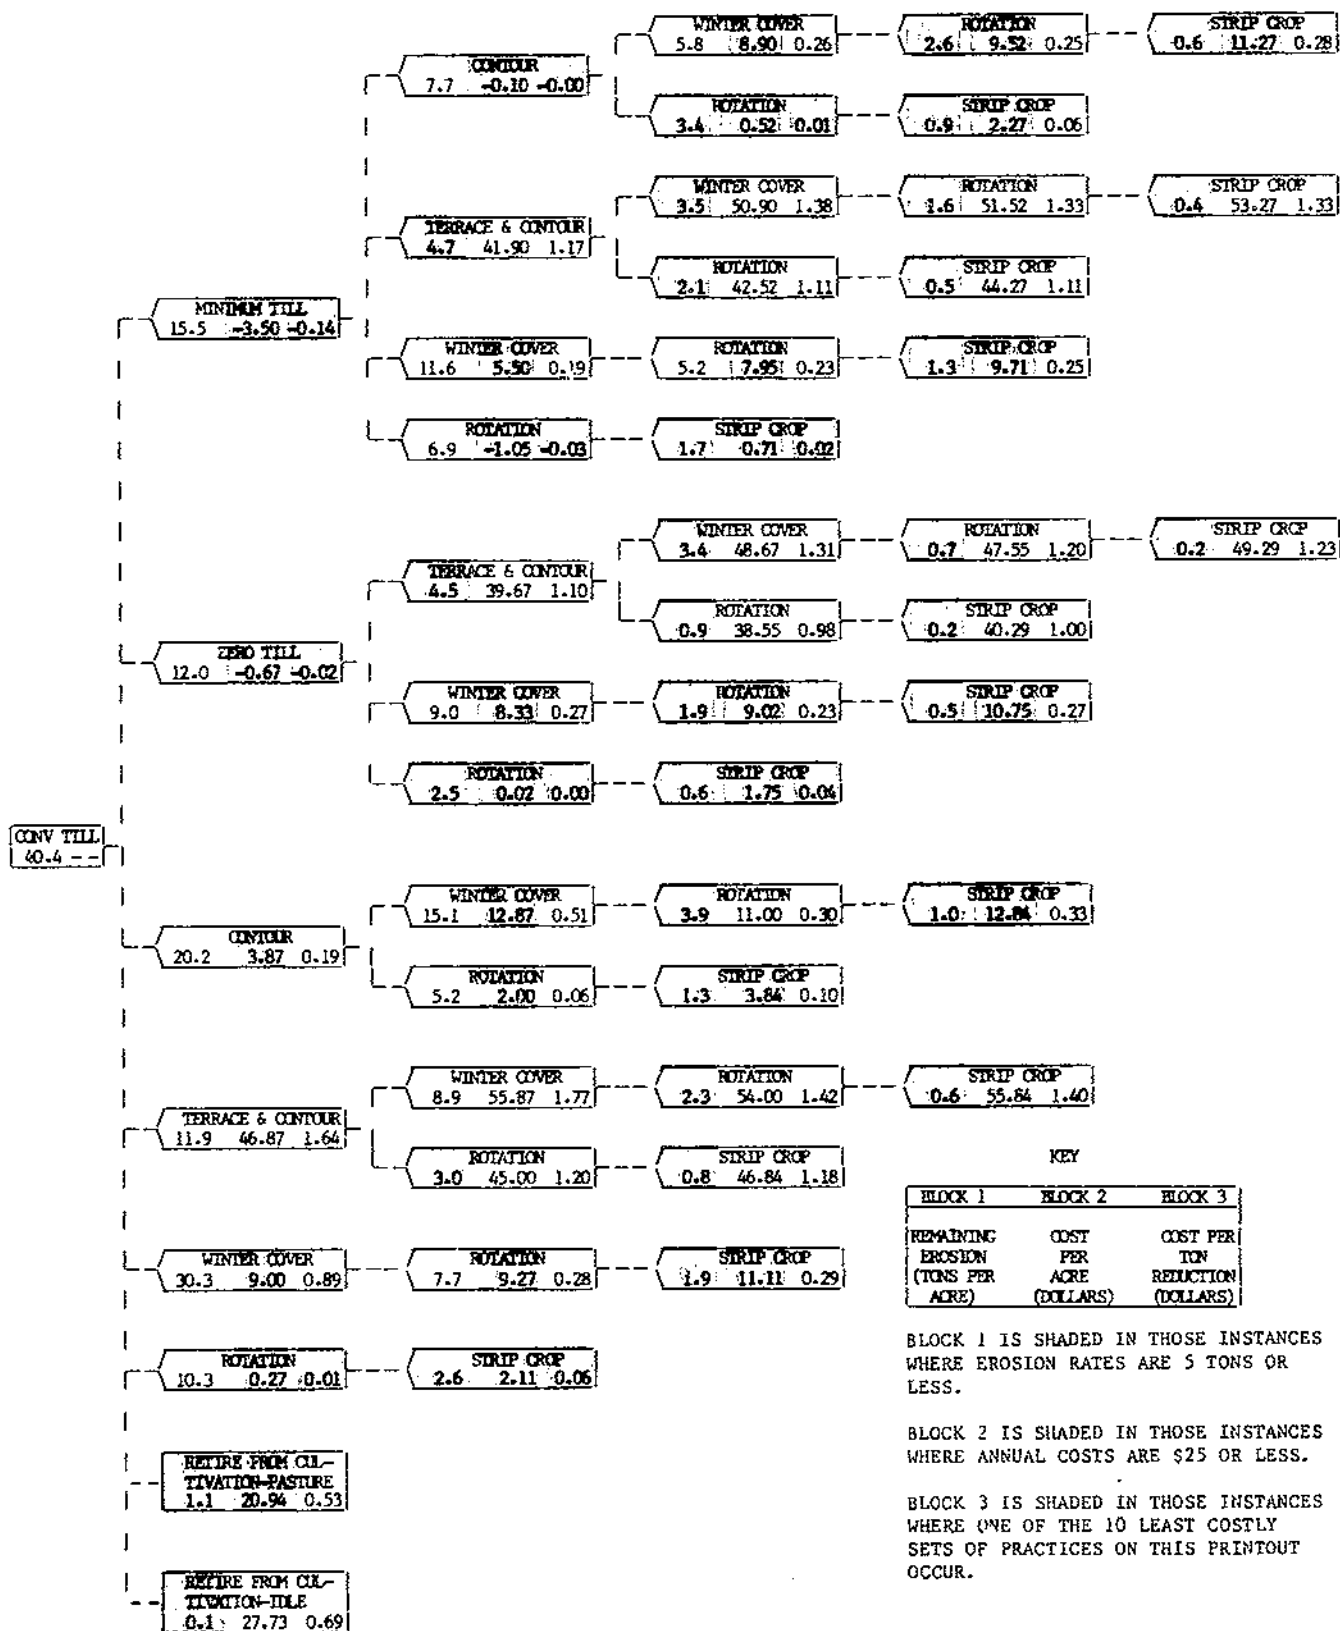 WINTER COVER
5.8 8.90 0.26
ROTATION
2.6 9.52 0.25
STRIP CROP
0.6 11.27 0.28
CONTOUR
7.7 -0.10 -0.00
ROTATION
3.4 0.52 0.01
STRIP CROP
0.9 2.27 0.06
WINTER COVER
3.5 50.90 1.38
ROTATION
1.6 51.52 1.33
STRIP CROP
0.4 53.27 1.33
TERRACE & CONTOUR
4.7 41.90 1.17
ROTATION
2.1 42.52 1.11
STRIP CROP
0.5 44.27 1.11
MINIMUM TILL
15.5 -3.50 -0.14
WINTER COVER
11.6 5.50 0.19
ROTATION
5.2 7.95 0.23
STRIP CROP
1.3 9.71 0.25
ROTATION
6.9 -1.05 -0.03
STRIP CROP
1.7 0.71 0.02
WINTER COVER
3.4 48.67 1.31
ROTATION
0.7 47.55 1.20
STRIP CROP
0.2 49.29 1.23
TERRACE & CONTOUR
4.5 39.67 1.10
ROTATION
0.9 38.55 0.98
STRIP CROP
0.2 40.29 1.00
ZERO TILL
12.0 -0.67 -0.02
WINTER COVER
9.0 8.33 0.27
ROTATION
1.9 9.02 0.23
STRIP CROP
0.5 10.75 0.27
ROTATION
2.5 0.02 0.00
STRIP CROP
0.6 1.75 0.04
CONV TILL
40.4 - -
WINTER COVER
15.1 12.87 0.51
ROTATION
3.9 11.00 0.30
STRIP CROP
1.0 12.84 0.33
CONTOUR
20.2 3.87 0.19
ROTATION
5.2 2.00 0.06
STRIP CROP
1.3 3.84 0.10
WINTER COVER
8.9 55.87 1.77
ROTATION
2.3 54.00 1.42
STRIP CROP
0.6 55.84 1.40
TERRACE & CONTOUR
11.9 46.87 1.64
ROTATION
3.0 45.00 1.20
STRIP CROP
0.8 46.84 1.18
WINTER COVER
30.3 9.00 0.89
ROTATION
7.7 9.27 0.28
STRIP CROP
1.9 11.11 0.29
ROTATION
10.3 0.27 0.01
STRIP CROP
2.6 2.11 0.06
RETIRE FROM CUL-
TIVATION-PASTURE
1.1 20.94 0.53
RETIRE FROM CUL-
TIVATION-IDLE
0.1 27.73 0.69
KEY
BLOCK 1 BLOCK 2 BLOCK 3
REMAINING COST COST PER
EROSION PER TON
(TONS PER ACRE REDUCTION
ACRE) (DOLLARS) (DOLLARS)
BLOCK 1 IS SHADED IN THOSE INSTANCES
WHERE EROSION RATES ARE 5 TONS OR
LESS.
BLOCK 2 IS SHADED IN THOSE INSTANCES
WHERE ANNUAL COSTS ARE $25 OR LESS.
BLOCK 3 IS SHADED IN THOSE INSTANCES
WHERE ONE OF THE 10 LEAST COSTLY
SETS OF PRACTICES ON THIS PRINTOUT
OCCUR.